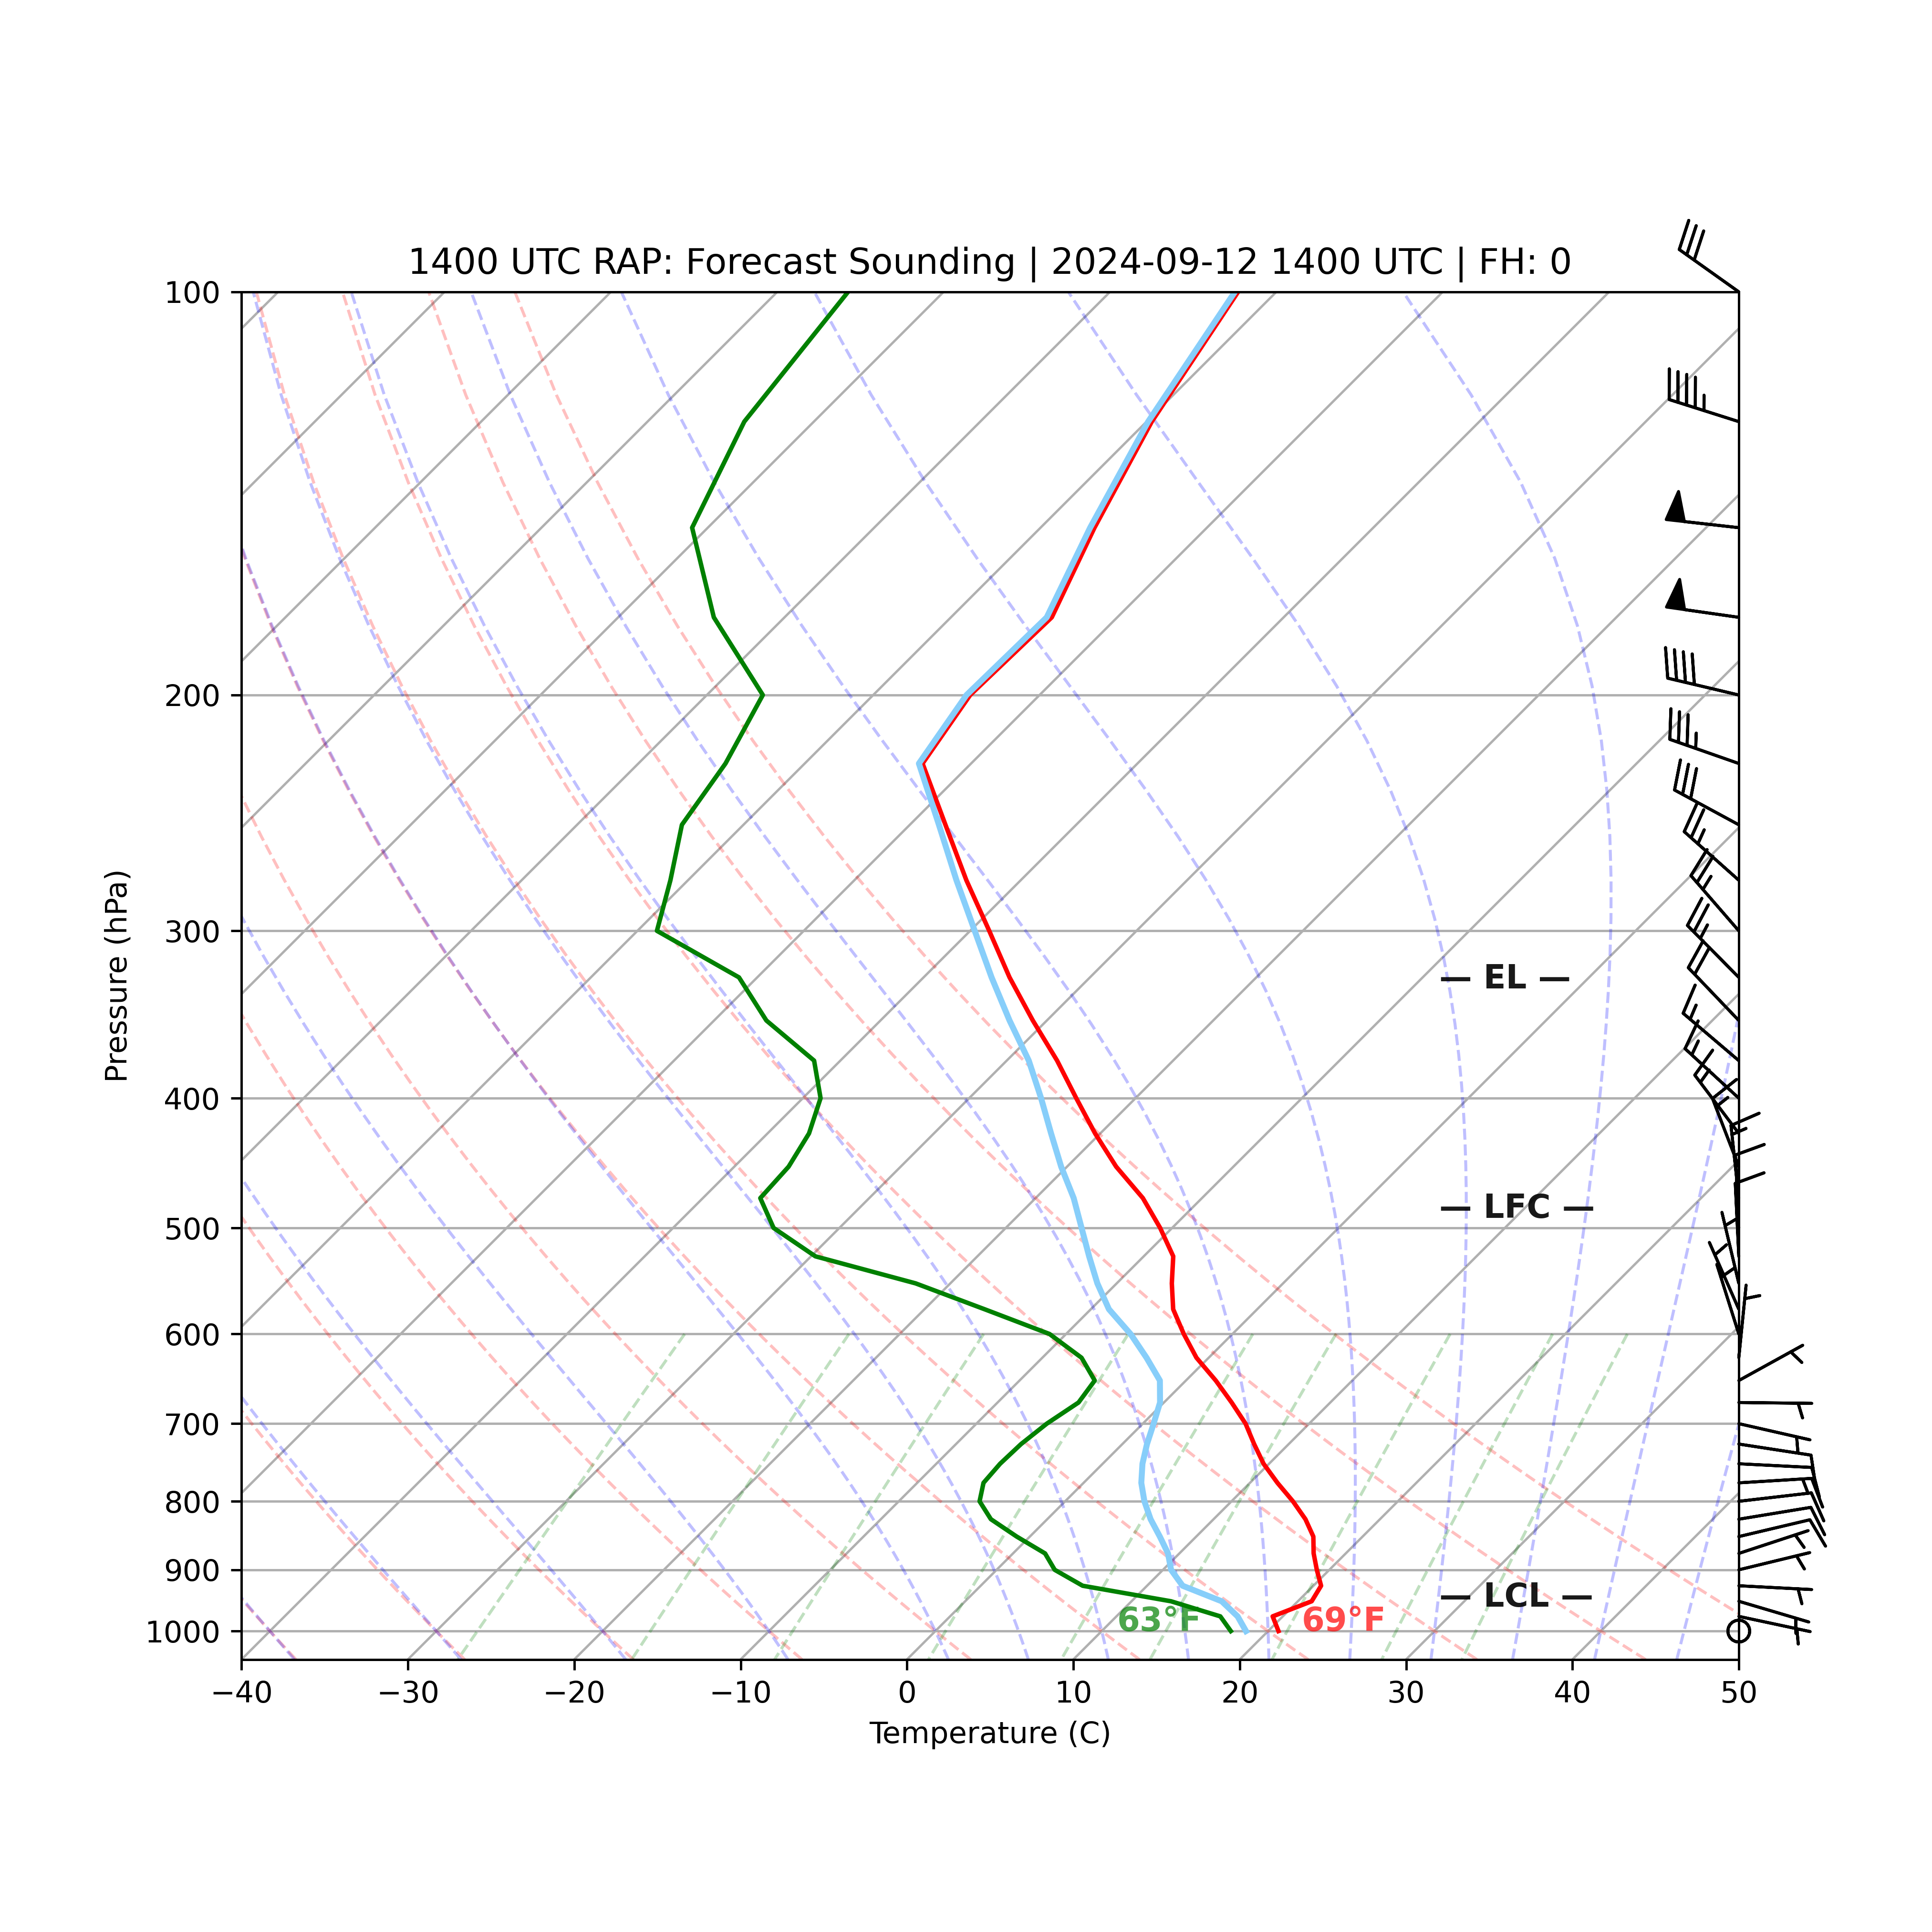 1400 UTC RAP: Forecast Sounding | 2024-09-12 1400 UTC | FH: 0
100
200
300
400
500
600
700
800
900
1000
Pressure (hPa)
— EL —
— LFC —
— LCL —
63°F
69°F
−40
−30
−20
−10
0
10
20
30
40
50
Temperature (C)